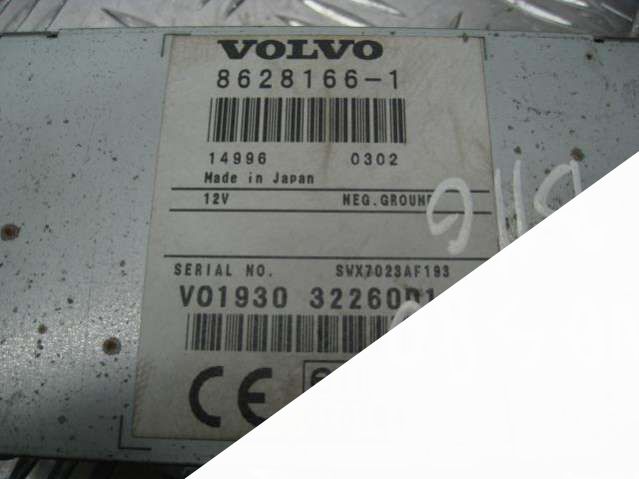 VOLVO
8628166-1
14996 0302
Made in Japan
12V NEG.GROUND
SERIAL NO. SWX7023AF193
VO1930
CE